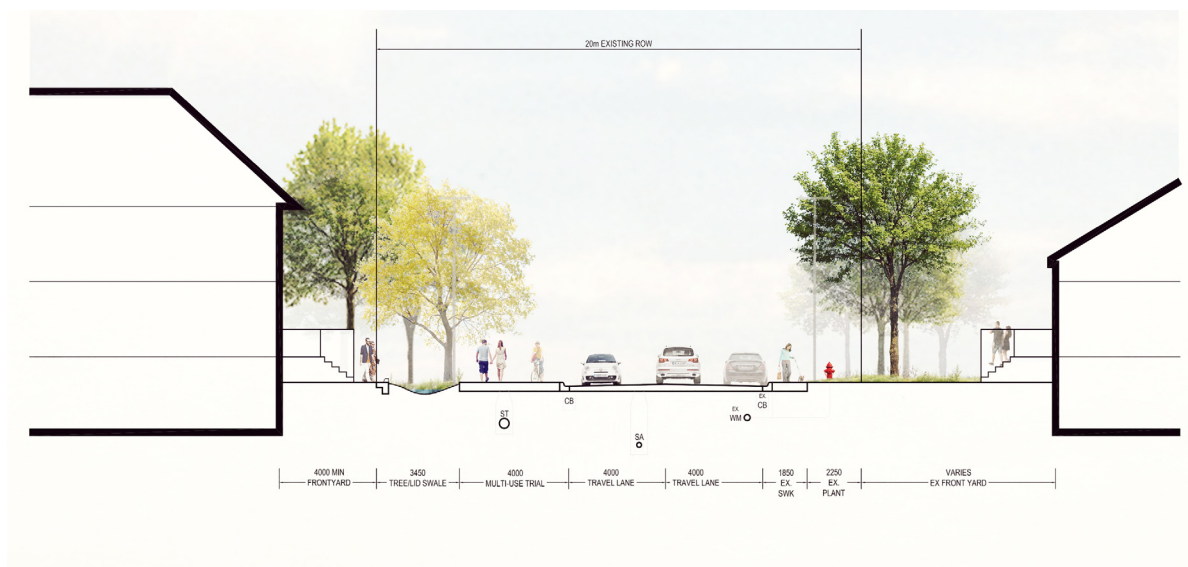 20m EXISTING ROW
CB
EX.
CB
ST
EX.
WM
SA
4000 MIN
FRONTYARD
3450
TREE/LID SWALE
4000
MULTI-USE TRIAL
4000
TRAVEL LANE
4000
TRAVEL LANE
1850
EX.
SWK
2250
EX.
PLANT
VARIES
EX FRONT YARD